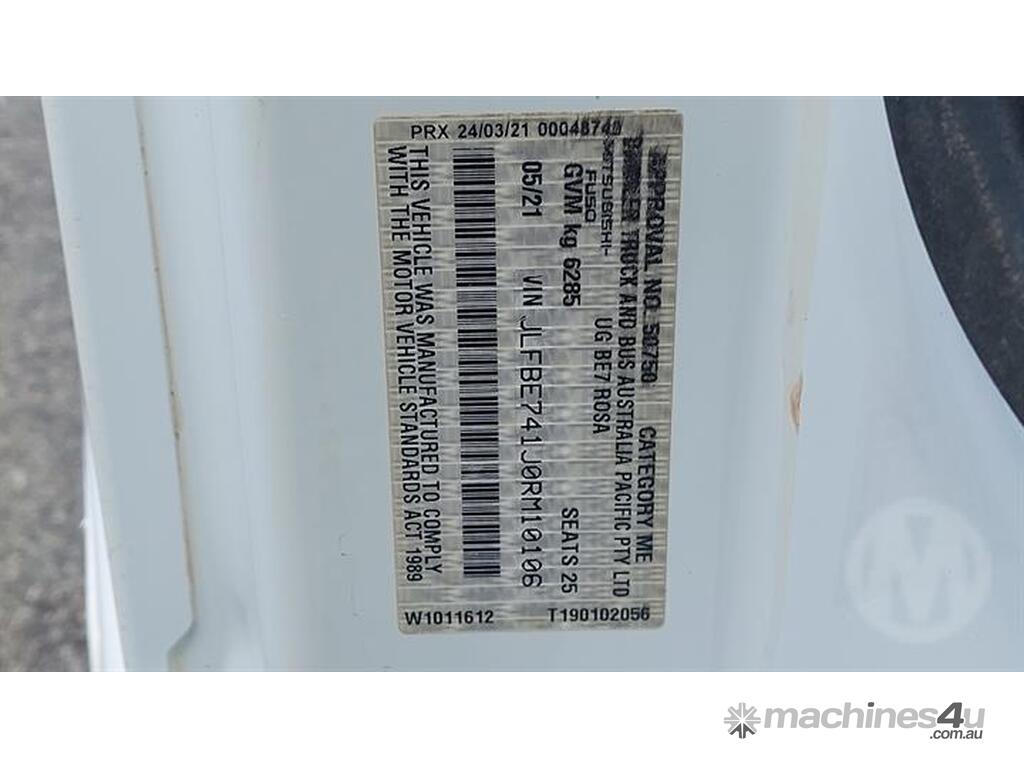 PRX 24/03/21
APPROVAL NO. 50750 CATEGORY ME
TRUCK AND BUS AUSTRALIA PACIFIC PTY LTD
MITSUBISHI-
FUSO
UG BE7 ROSA
GVM kg 6285 SEATS 25
05/21 VIN JLFBE741J0RM10106
THIS VEHICLE WAS MANUFACTURED TO COMPLY
WITH THE MOTOR VEHICLE STANDARDS ACT 1989
W1011612 T190102056
M
machines4u
.com.au